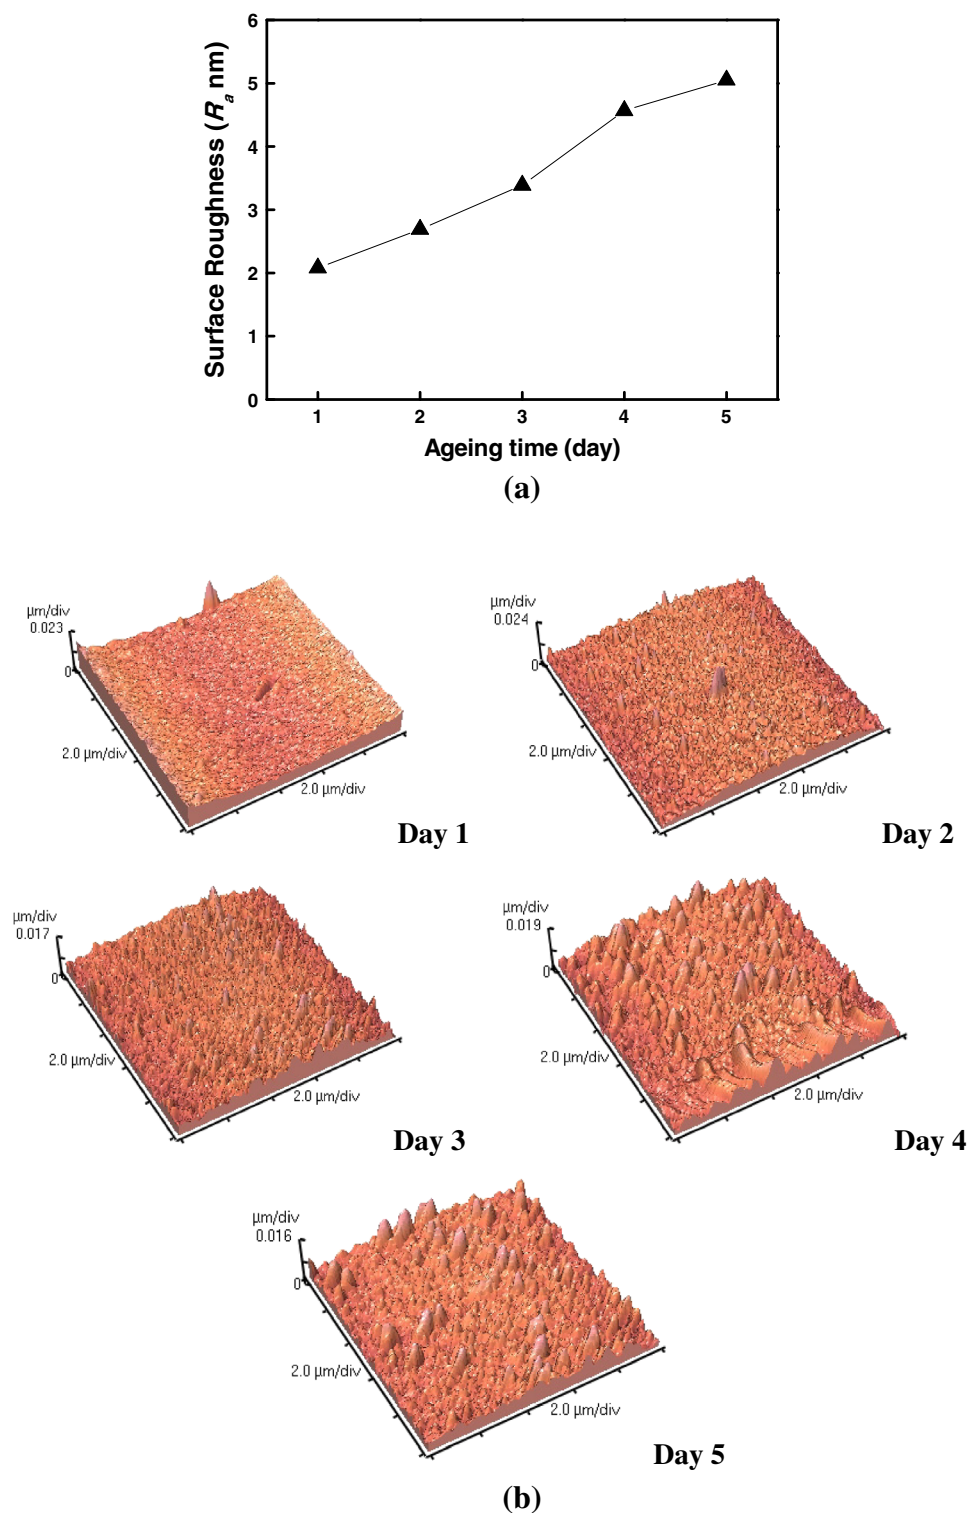 6
5
4
3
2
1
0
Surface Roughness (Ra nm)
1 2 3 4 5
Ageing time (day)
(a)
µm/div
0.023
0
2.0 µm/div
2.0 µm/div
Day 1
µm/div
0.024
0
2.0 µm/div
2.0 µm/div
Day 2
µm/div
0.017
0
2.0 µm/div
2.0 µm/div
Day 3
µm/div
0.019
0
2.0 µm/div
2.0 µm/div
Day 4
µm/div
0.016
0
2.0 µm/div
2.0 µm/div
Day 5
(b)